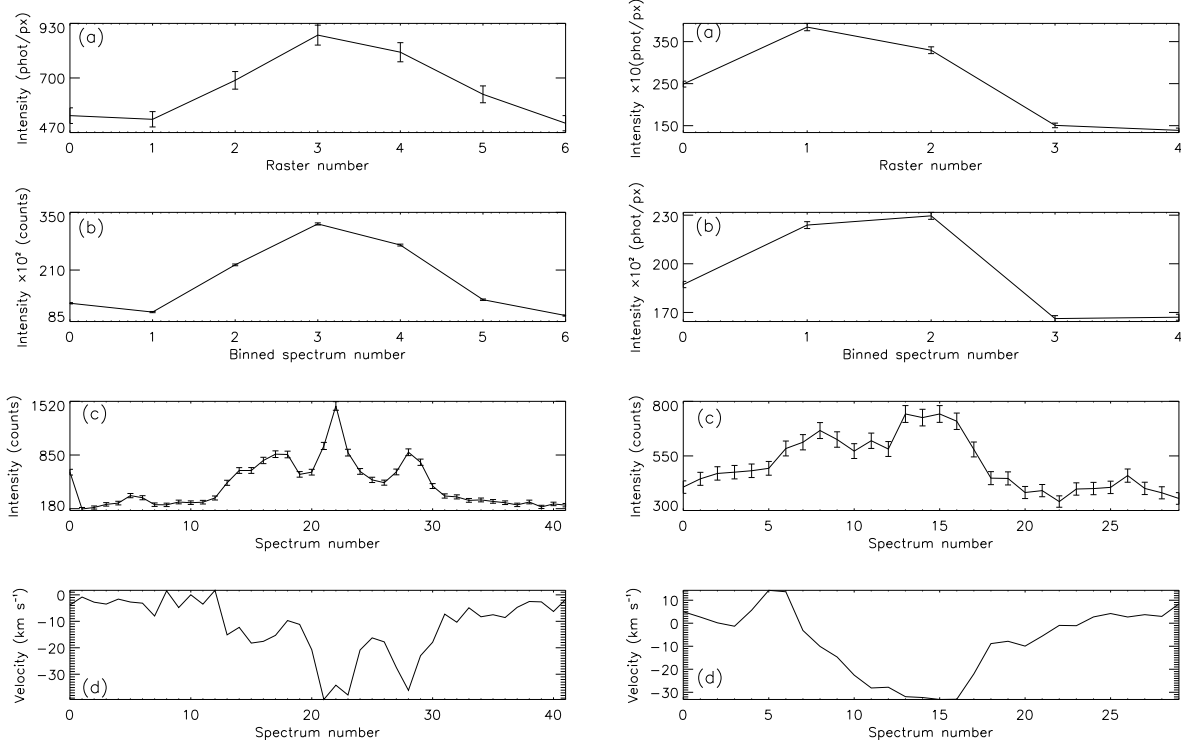 Intensity (phot/px)
930
700
470
(a)
0 1 2 3 4 5 6
Raster number
Intensity ×10² (counts)
350
210
85
(b)
0 1 2 3 4 5 6
Binned spectrum number
Intensity (counts)
1520
850
180
(c)
0 10 20 30 40
Spectrum number
Velocity (km s⁻¹)
0
−10
−20
−30
(d)
0 10 20 30 40
Spectrum number
Intensity ×10(phot/px)
350
250
150
(a)
0 1 2 3 4
Raster number
Intensity ×10² (phot/px)
230
200
170
(b)
0 1 2 3 4
Binned spectrum number
Intensity (counts)
800
550
300
(c)
0 5 10 15 20 25
Spectrum number
Velocity (km s⁻¹)
10
0
−10
−20
−30
(d)
0 5 10 15 20 25
Spectrum number